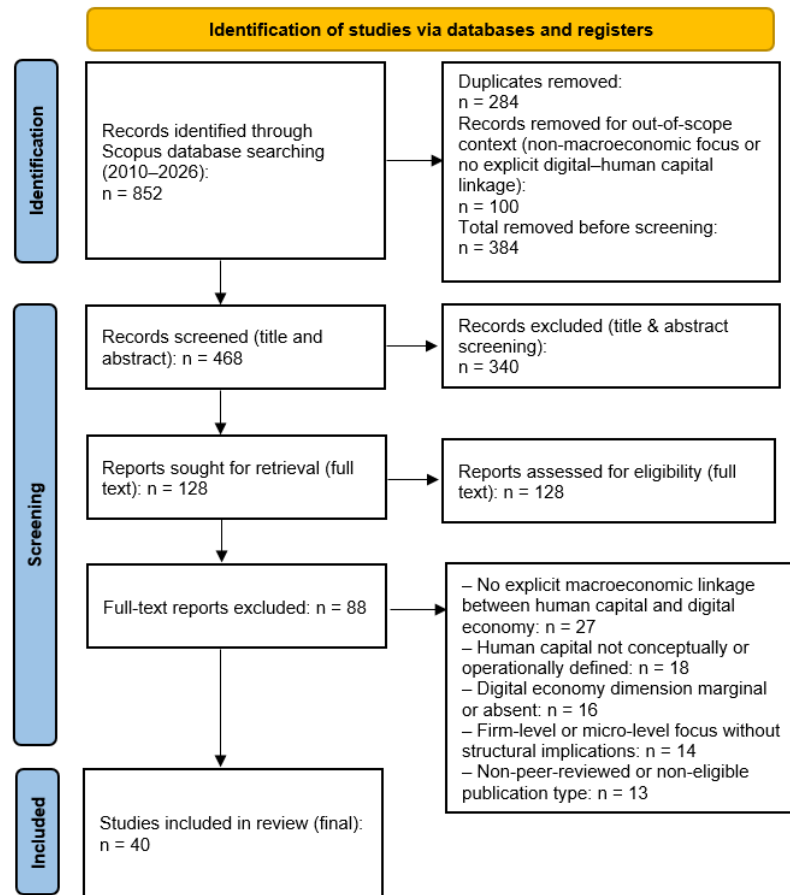 Identification of studies via databases and registers
Identification
Records identified through
Scopus database searching
(2010–2026):
n = 852
Duplicates removed:
n = 284
Records removed for out-of-scope
context (non-macroeconomic focus or
no explicit digital–human capital
linkage):
n = 100
Total removed before screening:
n = 384
Screening
Records screened (title and
abstract): n = 468
Records excluded (title & abstract
screening):
n = 340
Reports sought for retrieval (full
text): n = 128
Reports assessed for eligibility (full
text): n = 128
Full-text reports excluded: n = 88
– No explicit macroeconomic linkage
between human capital and digital
economy: n = 27
– Human capital not conceptually or
operationally defined: n = 18
– Digital economy dimension marginal
or absent: n = 16
– Firm-level or micro-level focus without
structural implications: n = 14
– Non-peer-reviewed or non-eligible
publication type: n = 13
Included
Studies included in review (final):
n = 40